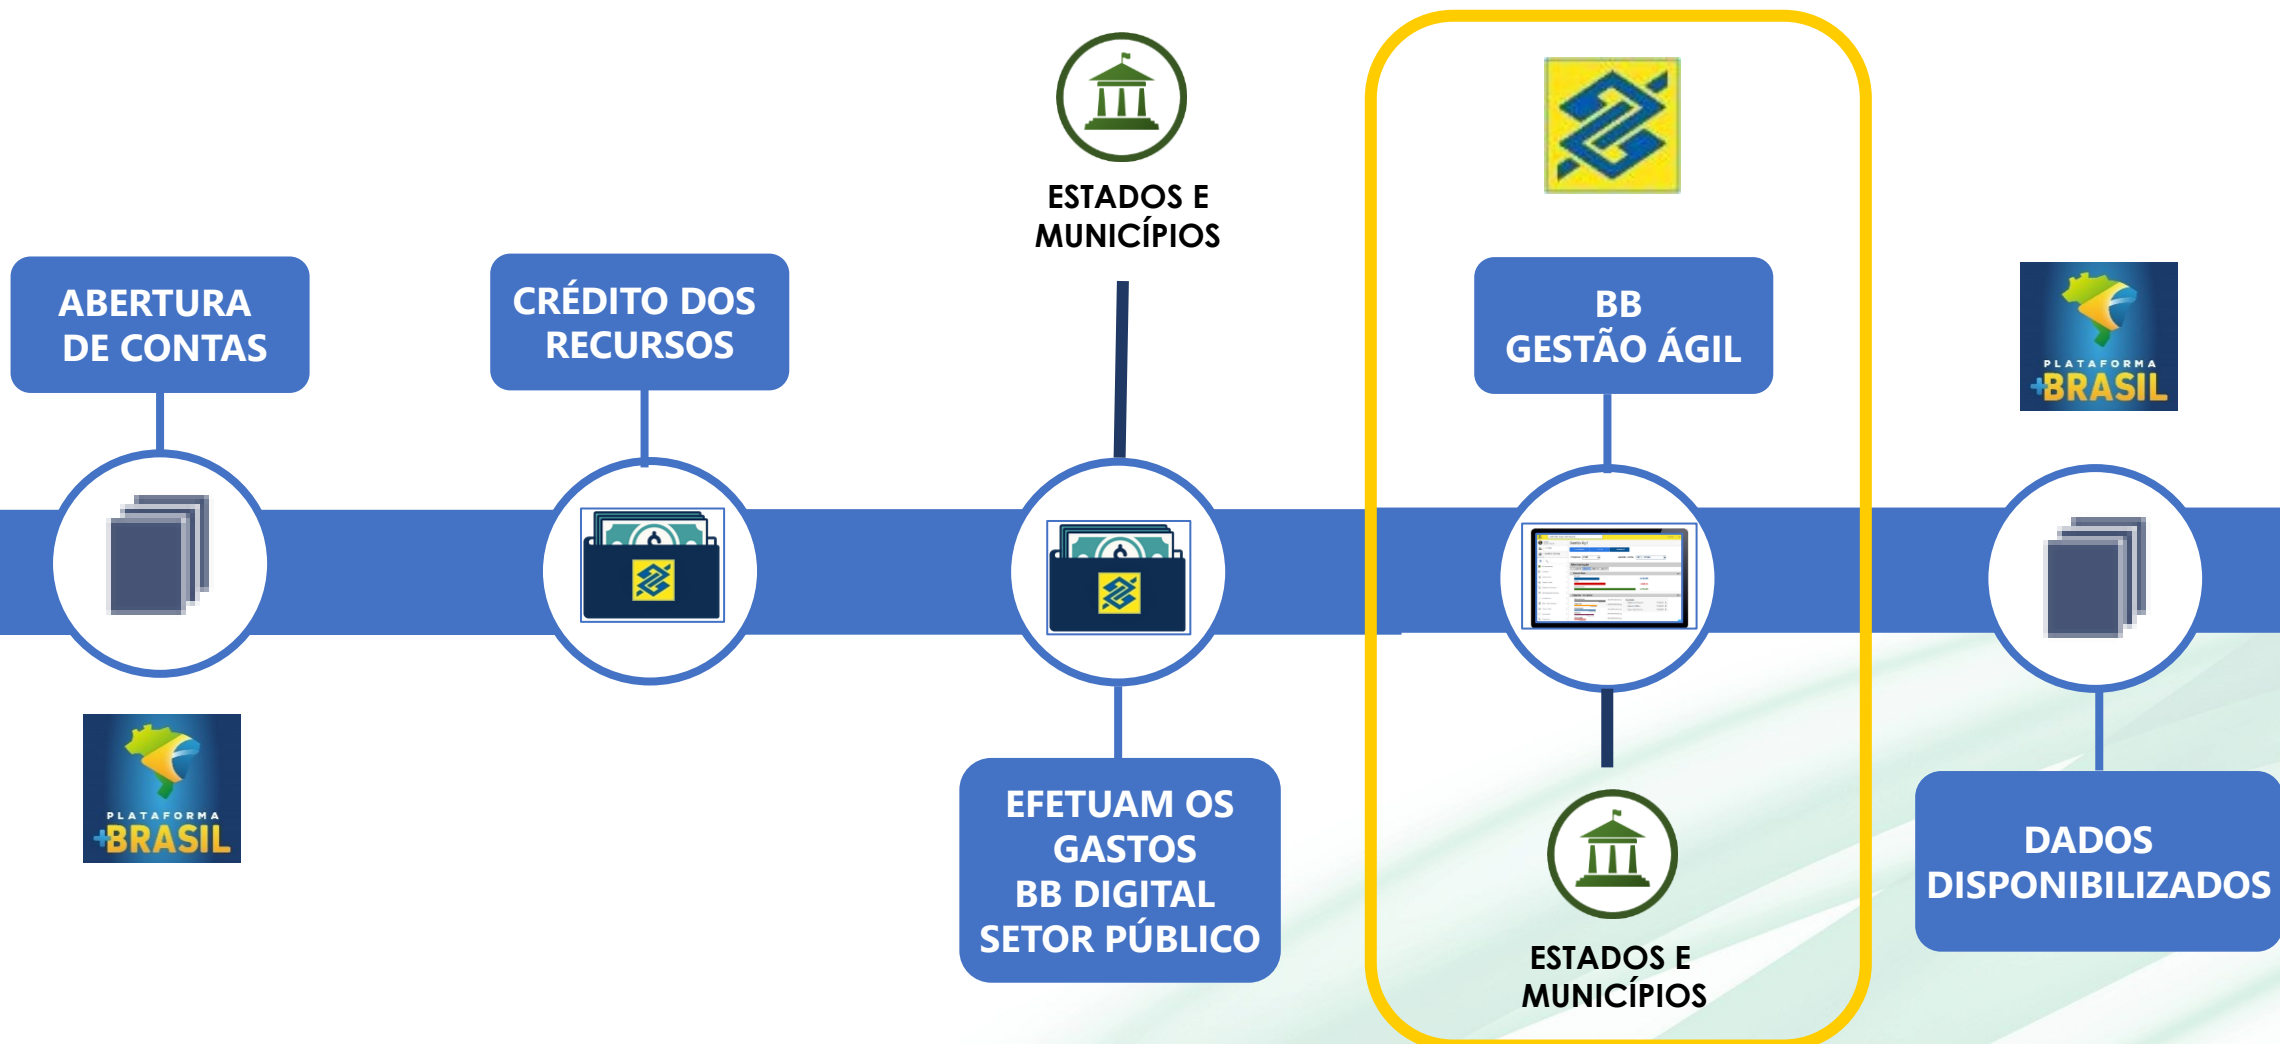 ABERTURA
DE CONTAS
PLATAFORMA
+BRASIL
CRÉDITO DOS
RECURSOS
ESTADOS E
MUNICÍPIOS
EFETUAM OS
GASTOS
BB DIGITAL
SETOR PÚBLICO
BB
GESTÃO ÁGIL
ESTADOS E
MUNICÍPIOS
PLATAFORMA
+BRASIL
DADOS
DISPONIBILIZADOS